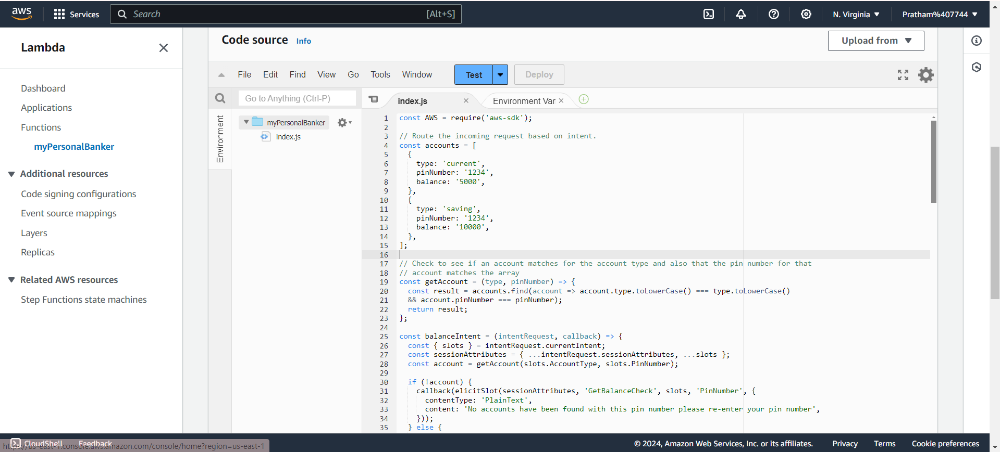 aws
Services
Search
[Alt+S]
N. Virginia
Pratham%407744
Lambda
Dashboard
Applications
Functions
myPersonalBanker
Additional resources
Code signing configurations
Event source mappings
Layers
Replicas
Related AWS resources
Step Functions state machines
Code source
Info
Upload from
File
Edit
Find
View
Go
Tools
Window
Test
Deploy
Go to Anything (Ctrl-P)
Environment
myPersonalBanker
index.js
index.js
Environment Var
1 const AWS = require('aws-sdk');
2
3 // Route the incoming request based on intent.
4 const accounts = [
5 {
6 type: 'current',
7 pinNumber: '1234',
8 balance: '5000',
9 },
10 {
11 type: 'saving',
12 pinNumber: '1234',
13 balance: '10000',
14 },
15 ];
16
17 // Check to see if an account matches for the account type and also that the pin number for that
18 // account matches the array
19 const getAccount = (type, pinNumber) => {
20 const result = accounts.find(account => account.type.toLowerCase() === type.toLowerCase()
21 && account.pinNumber === pinNumber);
22 return result;
23 };
24
25 const balanceIntent = (intentRequest, callback) => {
26 const { slots } = intentRequest.currentIntent;
27 const sessionAttributes = { ...intentRequest.sessionAttributes, ...slots };
28 const account = getAccount(slots.AccountType, slots.PinNumber);
29
30 if (!account) {
31 callback(elicitSlot(sessionAttributes, 'GetBalanceCheck', slots, 'PinNumber', {
32 contentType: 'PlainText',
33 content: 'No accounts have been found with this pin number please re-enter your pin number',
34 }));
35 } else {
CloudShell
Feedback
https://us-east-1.console.aws.amazon.com/console/home?region=us-east-1
© 2024, Amazon Web Services, Inc. or its affiliates.
Privacy
Terms
Cookie preferences